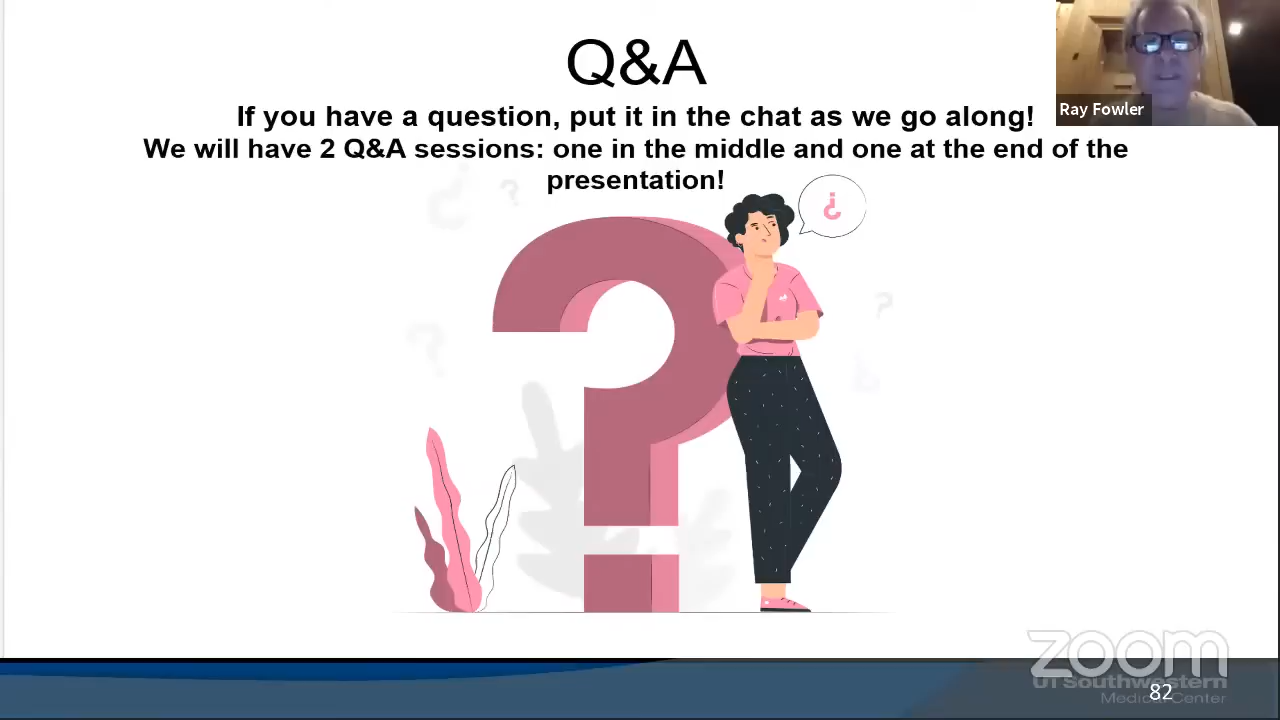 Q&A
If you have a question, put it in the chat as we go along!
We will have 2 Q&A sessions: one in the middle and one at the end of the
presentation!
Ray Fowler
?
?
¿
?
¿
?
?
¿
zoom
UT Southwestern
Medical Center
82